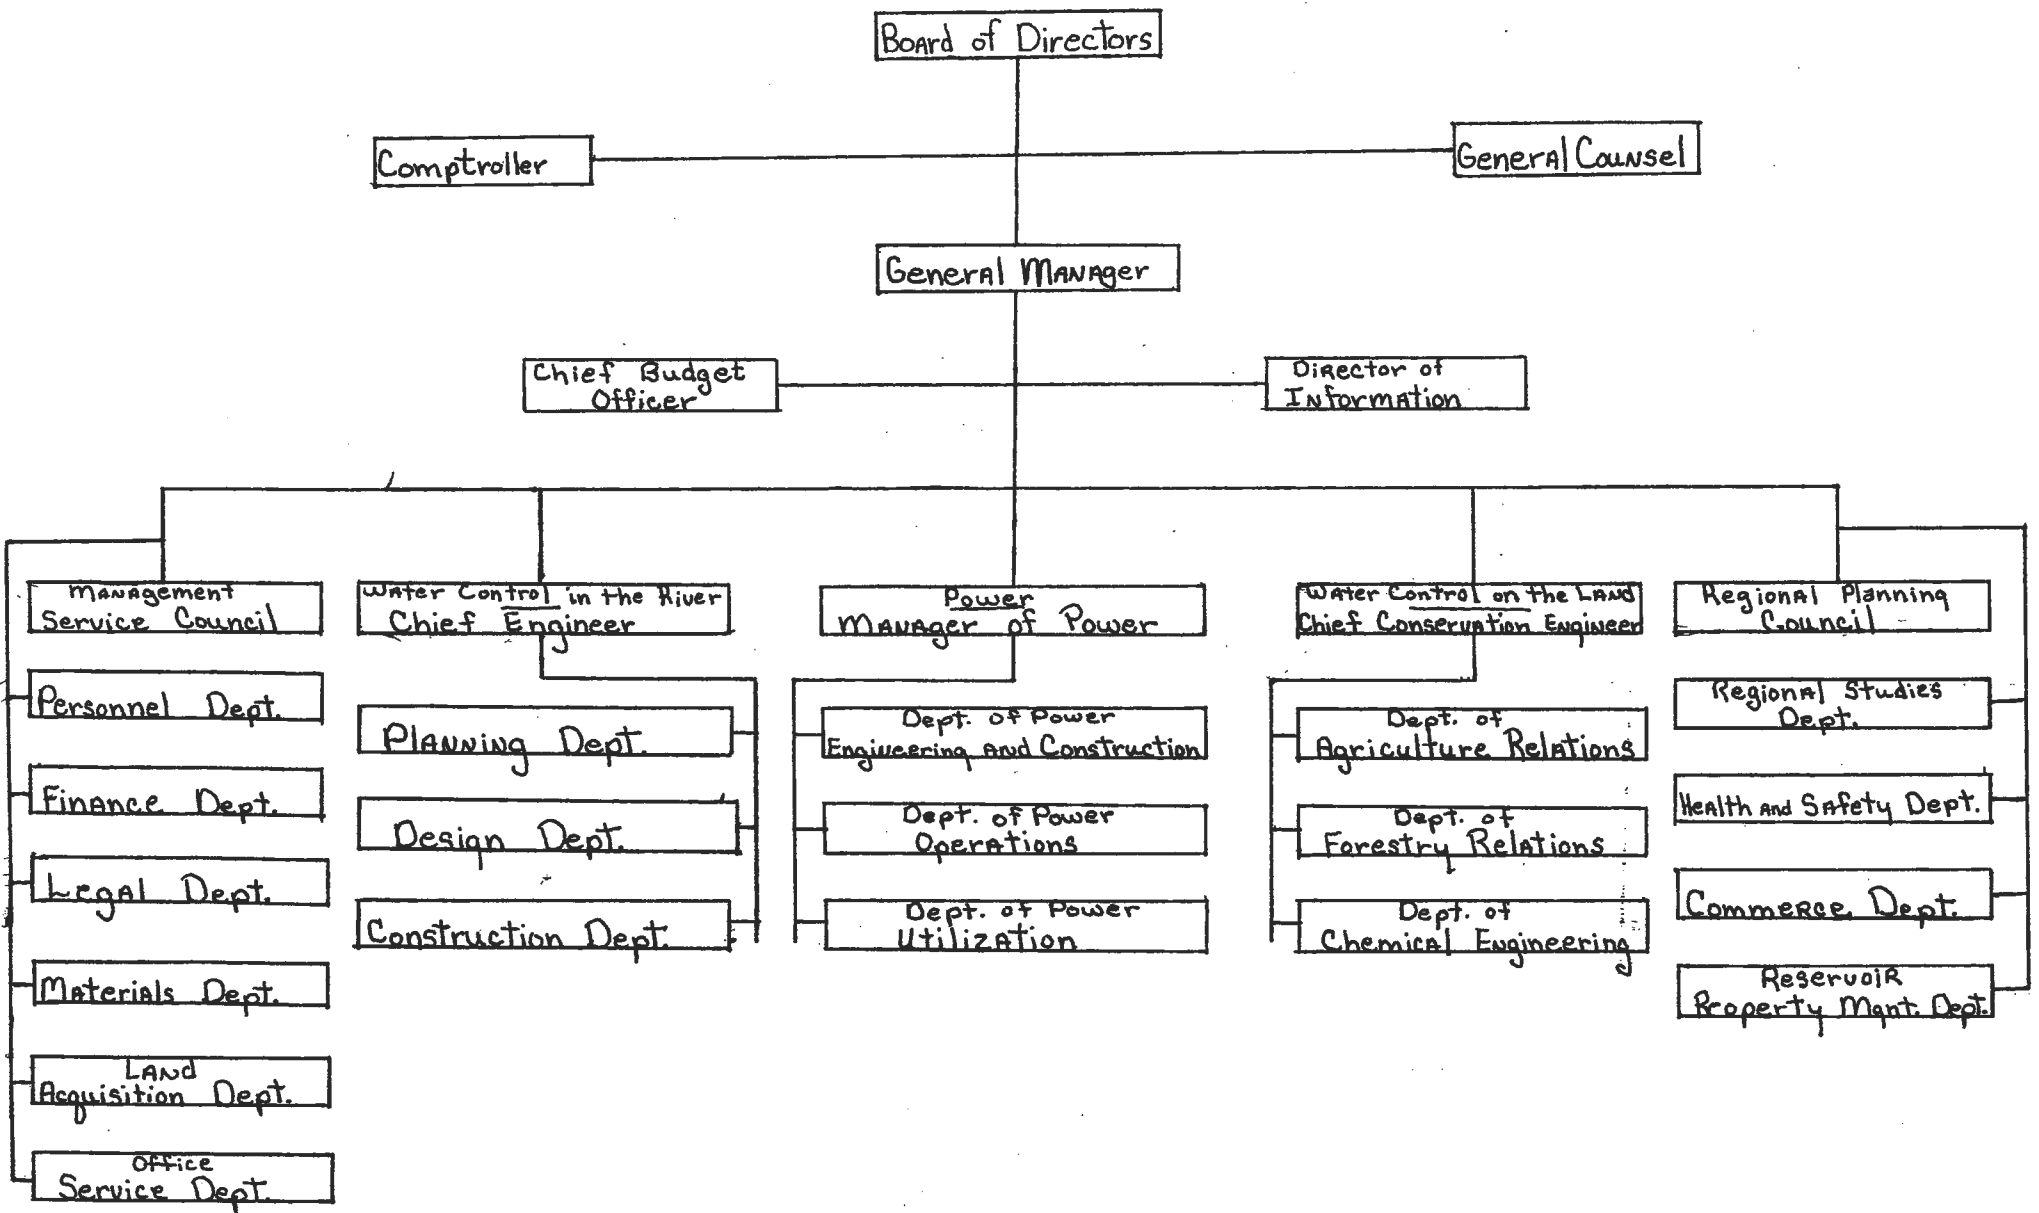 Board of Directors
Comptroller
General Counsel
General Manager
Chief Budget
Officer
Director of
Information
Management
Service Council
Water Control in the River
Chief Engineer
Power
Manager of Power
Water Control on the Land
Chief Conservation Engineer
Regional Planning
Council
Personnel Dept.
Finance Dept.
Legal Dept.
Materials Dept.
Land
Acquisition Dept.
Office
Service Dept.
Planning Dept.
Design Dept.
Construction Dept.
Dept. of Power
Engineering and Construction
Dept. of Power
Operations
Dept. of Power
Utilization
Dept. of
Agriculture Relations
Dept. of
Forestry Relations
Dept. of
Chemical Engineering
Regional Studies
Dept.
Health and Safety Dept.
Commerce Dept.
Reservoir
Property Mgnt. Dept.